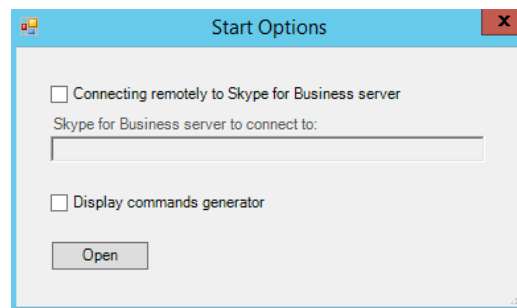 Start Options
x
Connecting remotely to Skype for Business server
Skype for Business server to connect to:
Display commands generator
Open